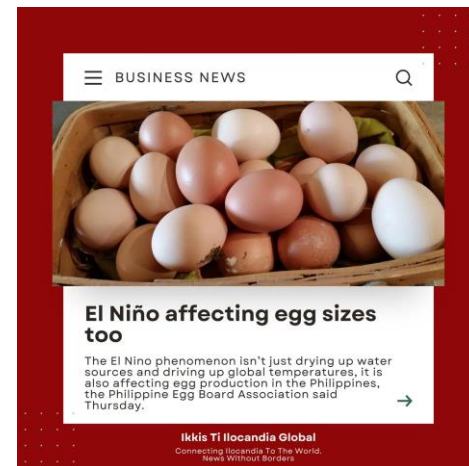 BUSINESS NEWS
El Niño affecting egg sizes
too
The El Nino phenomenon isn't just drying up water
sources and driving up global temperatures, it is
also affecting egg production in the Philippines,
the Philippine Egg Board Association said
Thursday.
Ikkis Ti Ilocandia Global
Connecting Ilocandia To The World.
News Without Borders